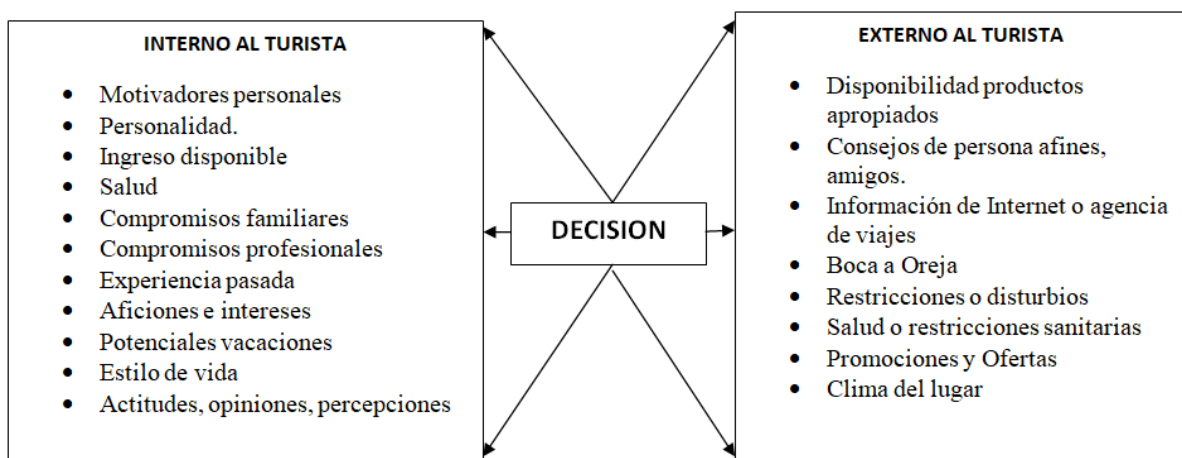 INTERNO AL TURISTA
• Motivadores personales
• Personalidad.
• Ingreso disponible
• Salud
• Compromisos familiares
• Compromisos profesionales
• Experiencia pasada
• Aficiones e intereses
• Potenciales vacaciones
• Estilo de vida
• Actitudes, opiniones, percepciones
DECISION
EXTERNO AL TURISTA
• Disponibilidad productos
apropiados
• Consejos de persona afines,
amigos.
• Información de Internet o agencia
de viajes
• Boca a Oreja
• Restricciones o disturbios
• Salud o restricciones sanitarias
• Promociones y Ofertas
• Clima del lugar